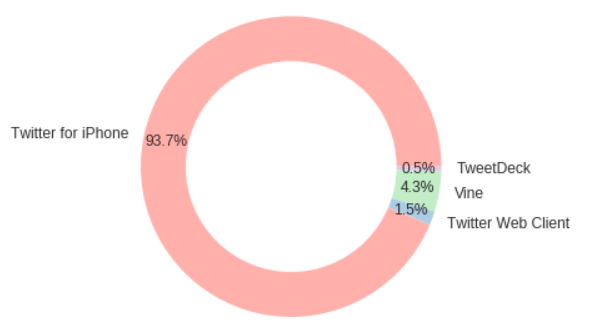 Twitter for iPhone
93.7%
0.5%
TweetDeck
4.3%
Vine
1.5%
Twitter Web Client